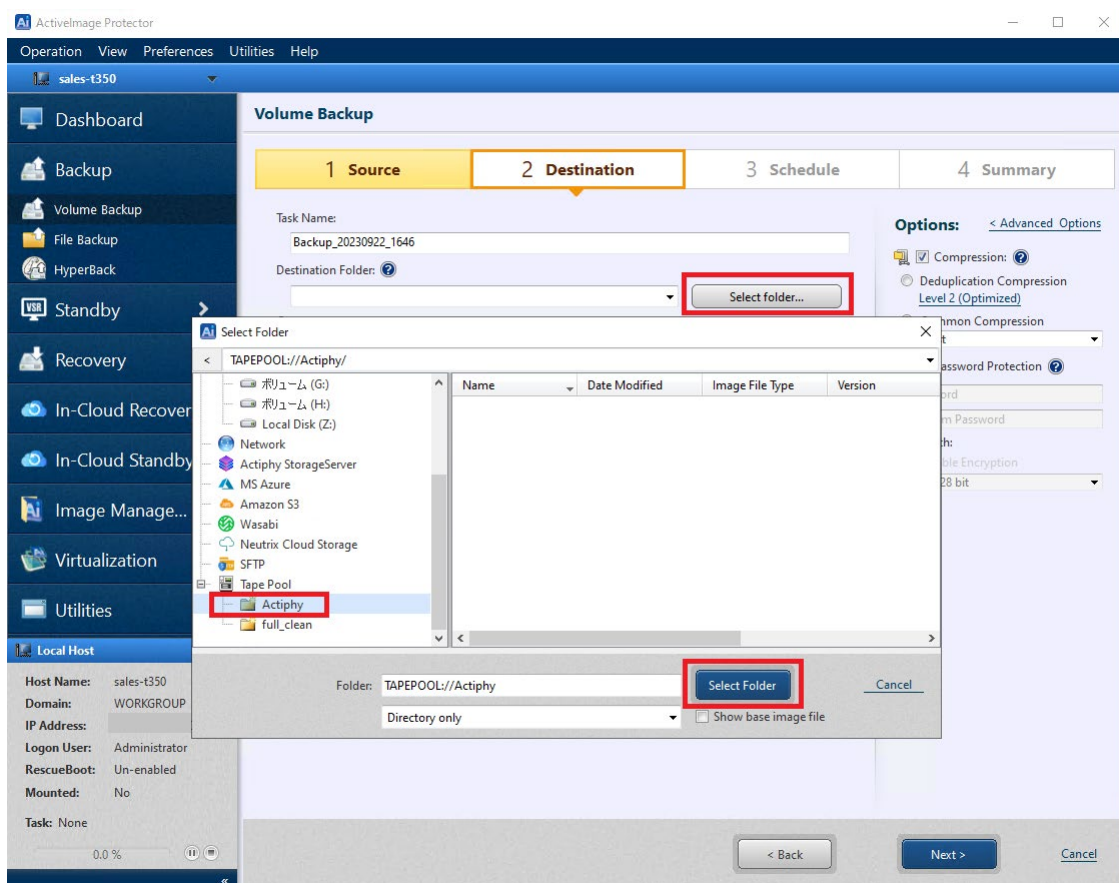 ActiveImage Protector
Operation View Preferences Utilities Help
sales-t350
Dashboard
Backup
Volume Backup
File Backup
HyperBack
Standby
Recovery
In-Cloud Recover
In-Cloud Standby
Image Manage...
Virtualization
Utilities
Local Host
Host Name: sales-t350
Domain: WORKGROUP
IP Address:
Logon User: Administrator
RescueBoot: Un-enabled
Mounted: No
Task: None
0.0 %
«
Volume Backup
1 Source
2 Destination
3 Schedule
4 Summary
Task Name:
Backup_20230922_1646
Destination Folder:
Select folder...
Options: < Advanced Options
Compression:
Deduplication Compression
Level 2 (Optimized)
mmon Compression
assword Protection
m Password
ble Encryption
28 bit
Select Folder
< TAPEPOOL://Actiphy/
ボリューム (G:)
ボリューム (H:)
Local Disk (Z:)
Network
Actiphy StorageServer
MS Azure
Amazon S3
Wasabi
Neutrix Cloud Storage
SFTP
Tape Pool
Actiphy
full_clean
Name Date Modified Image File Type Version
Folder: TAPEPOOL://Actiphy
Select Folder
Cancel
Directory only
Show base image file
< Back
Next >
Cancel